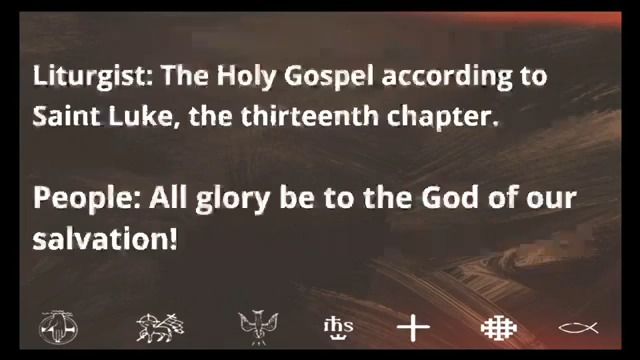 Liturgist: The Holy Gospel according to
Saint Luke, the thirteenth chapter.
People: All glory be to the God of our
salvation!
ihs